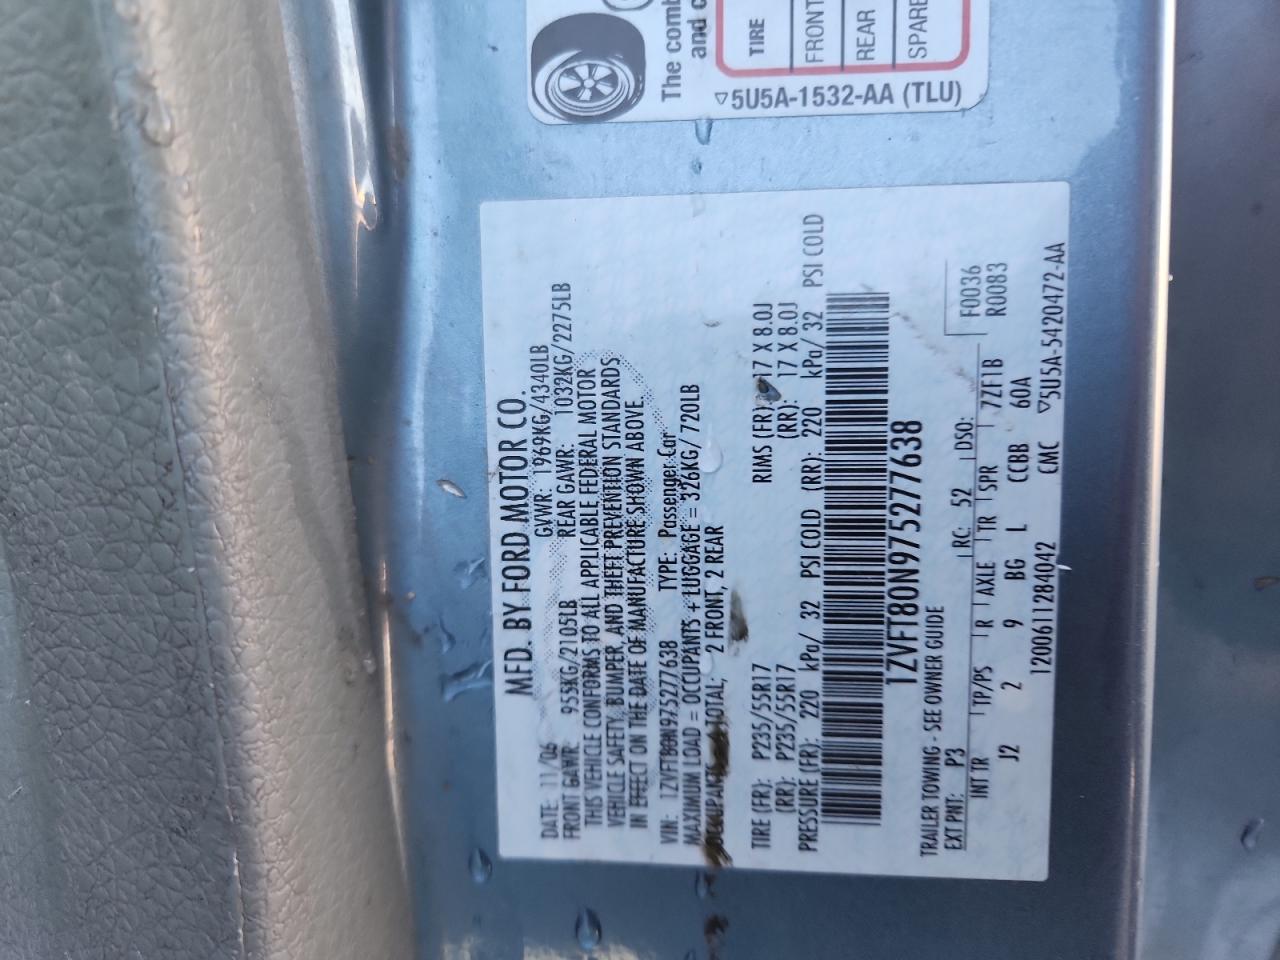 The comb
and c
TIRE
FRONT
REAR
SPARE
▽5U5A-1532-AA (TLU)
MFD. BY FORD MOTOR CO.
DATE: 11/06 GVWR: 1969KG/4340LB
FRONT GAWR: 955KG/2105LB REAR GAWR: 1032KG/2275LB
THIS VEHICLE CONFORMS TO ALL APPLICABLE FEDERAL MOTOR
VEHICLE SAFETY, BUMPER, AND THEFT PREVENTION STANDARDS
IN EFFECT ON THE DATE OF MANUFACTURE SHOWN ABOVE.
VIN: 1ZVFT80N975277638 TYPE: Passenger Car
MAXIMUM LOAD = OCCUPANTS + LUGGAGE = 326KG/ 720LB
OCCUPANTS: TOTAL, 2 FRONT, 2 REAR
TIRE (FR): P235/55R17 RIMS (FR): 17 X 8.0J
(RR): P235/55R17 (RR): 17 X 8.0J
PRESSURE (FR): 220 kPa/ 32 PSI COLD (RR): 220 kPa/ 32 PSI COLD
1ZVFT80N975277638
TRAILER TOWING - SEE OWNER GUIDE
EXT PNT: P3 RC: 52 DSO: F0036
INT TR TP/PS R AXLE TR SPR 7Z7F1B R0083
J2 2 9 BG L CCBB 60A
1200611284042 CMC ▽5U5A-5420472-AA